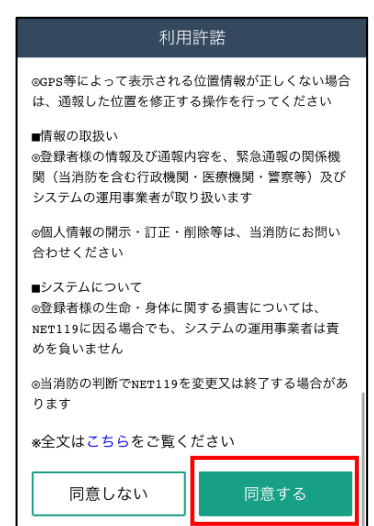 利用許諾
◎GPS等によって表示される位置情報が正しくない場合
は、通報した位置を修正する操作を行ってください
■情報の取扱い
◎登録者様の情報及び通報内容を、緊急通報の関係機
関（当消防を含む行政機関・医療機関・警察等）及び
システムの運用事業者が取り扱います
◎個人情報の開示・訂正・削除等は、当消防にお問い
合わせください
■システムについて
◎登録者様の生命・身体に関する損害については、
NET119に因る場合でも、システムの運用事業者は責
めを負いません
◎当消防の判断でNET119を変更又は終了する場合があ
ります
※全文はこちらをご覧ください
同意しない
同意する